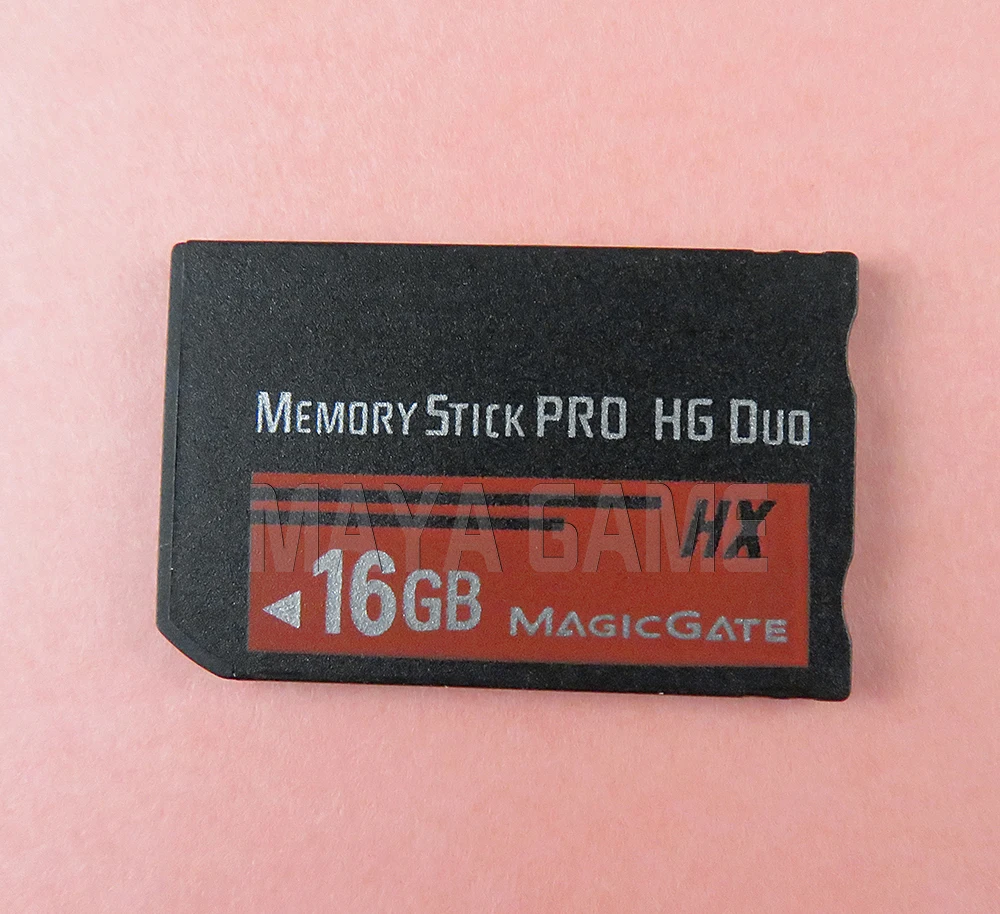 MEMORY STICK PRO HG DUO
MAYA GAME
HX
16GB
MAGICGATE